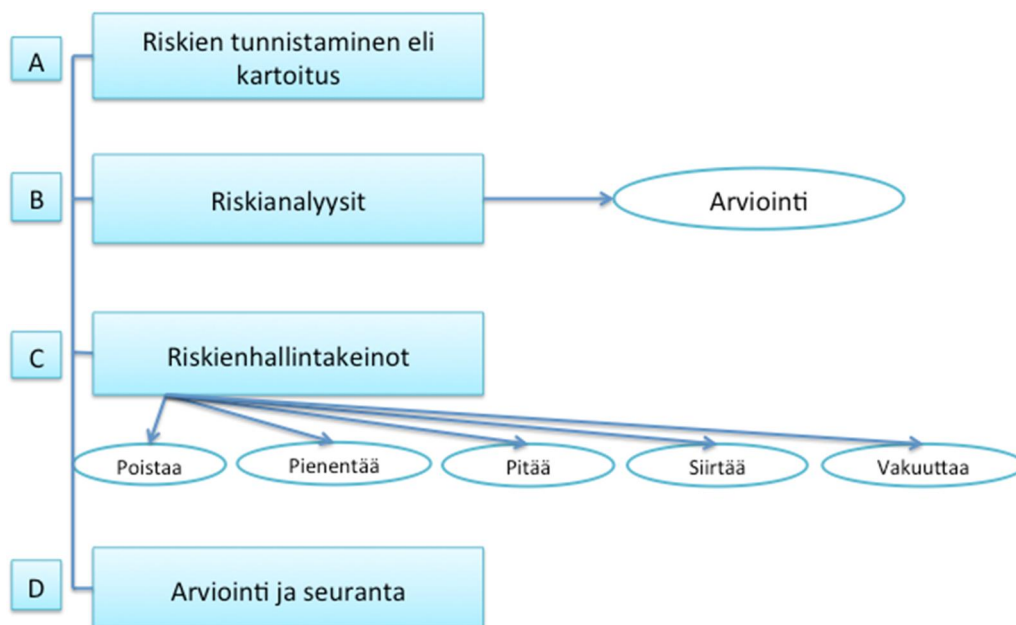 A
Riskien tunnistaminen eli
kartoitus
B
Riskianalyysit
Arviointi
C
Riskienhallintakeinot
Poistaa
Pienentää
Pitää
Siirtää
Vakuuttaa
D
Arviointi ja seuranta